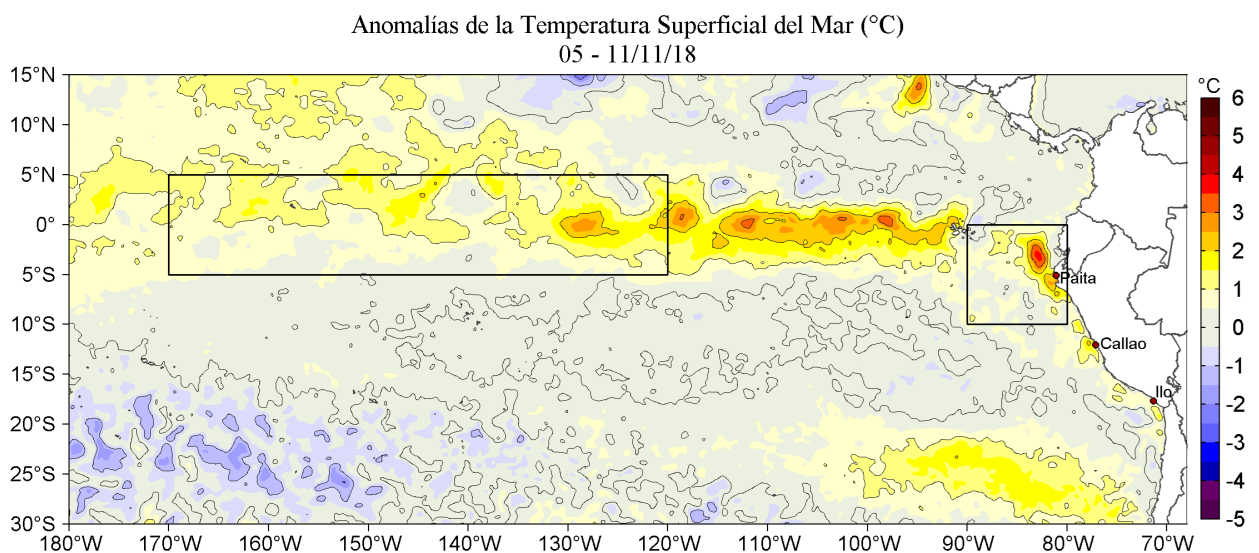 Anomalías de la Temperatura Superficial del Mar (°C)
05 - 11/11/18
°C
15°N
10°N
5°N
0°
5°S
10°S
15°S
20°S
25°S
30°S
180°W
170°W
160°W
150°W
140°W
130°W
120°W
110°W
100°W
90°W
80°W
70°W
Paita
Callao
Ilo
6
5
4
3
2
1
0
-1
-2
-3
-4
-5